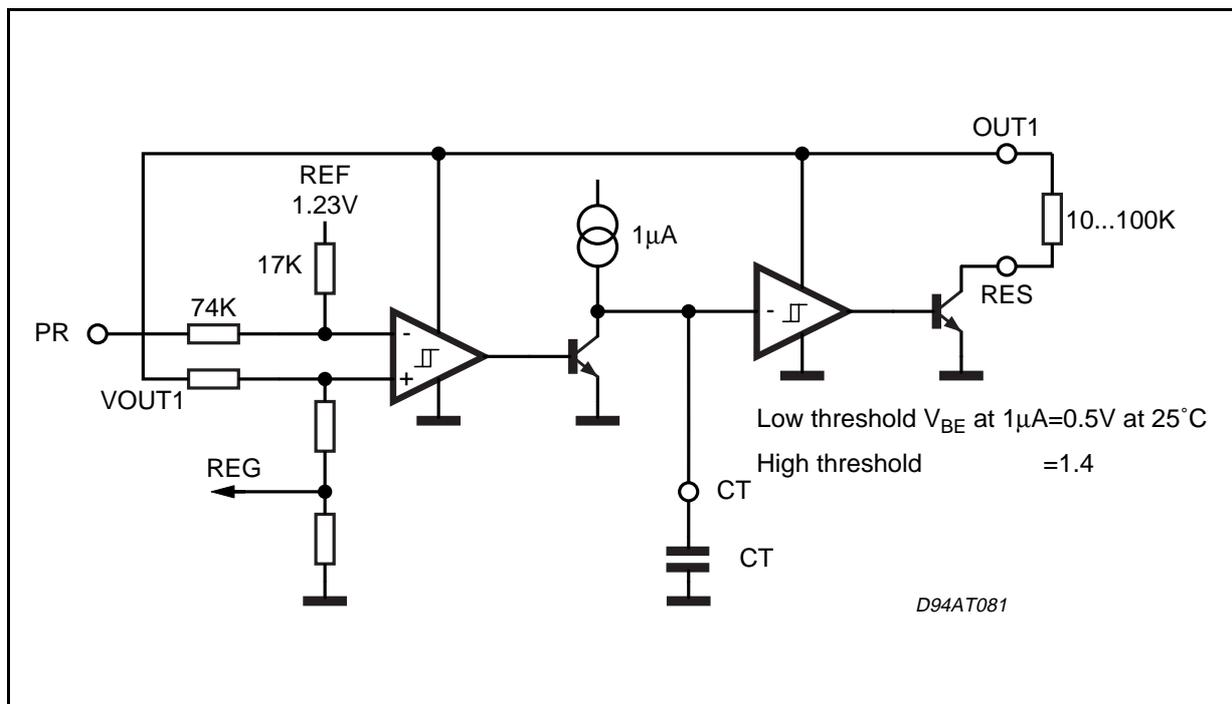 OUT1
REF
1.23V
10...100K
1μA
17K
RES
74K
PR
-
-
+
VOUT1
Low threshold VBE at 1μA=0.5V at 25˚C
High threshold =1.4
REG
CT
CT
D94AT081